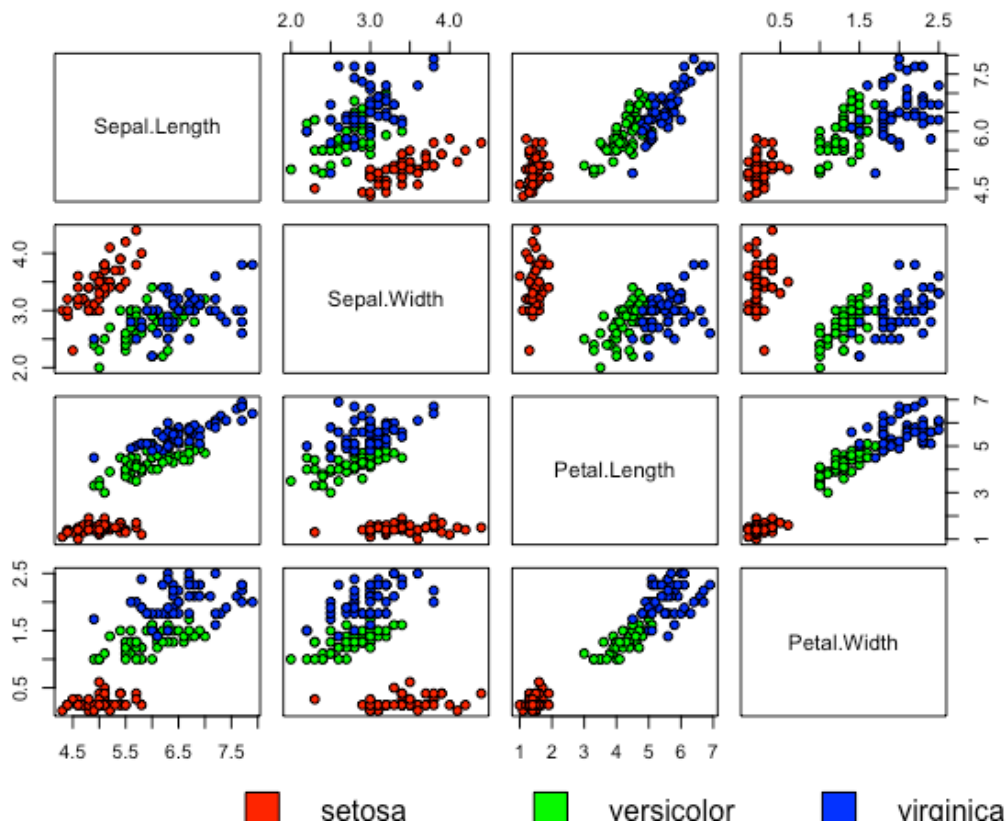 2.0 3.0 4.0 0.5 1.5 2.5
Sepal.Length
4.5 6.0 7.5
2.0 3.0 4.0
Sepal.Width
Petal.Length
1 3 5 7
0.5 1.5 2.5
Petal.Width
4.5 5.5 6.5 7.5 1 2 3 4 5 6 7
setosa versicolor virginica